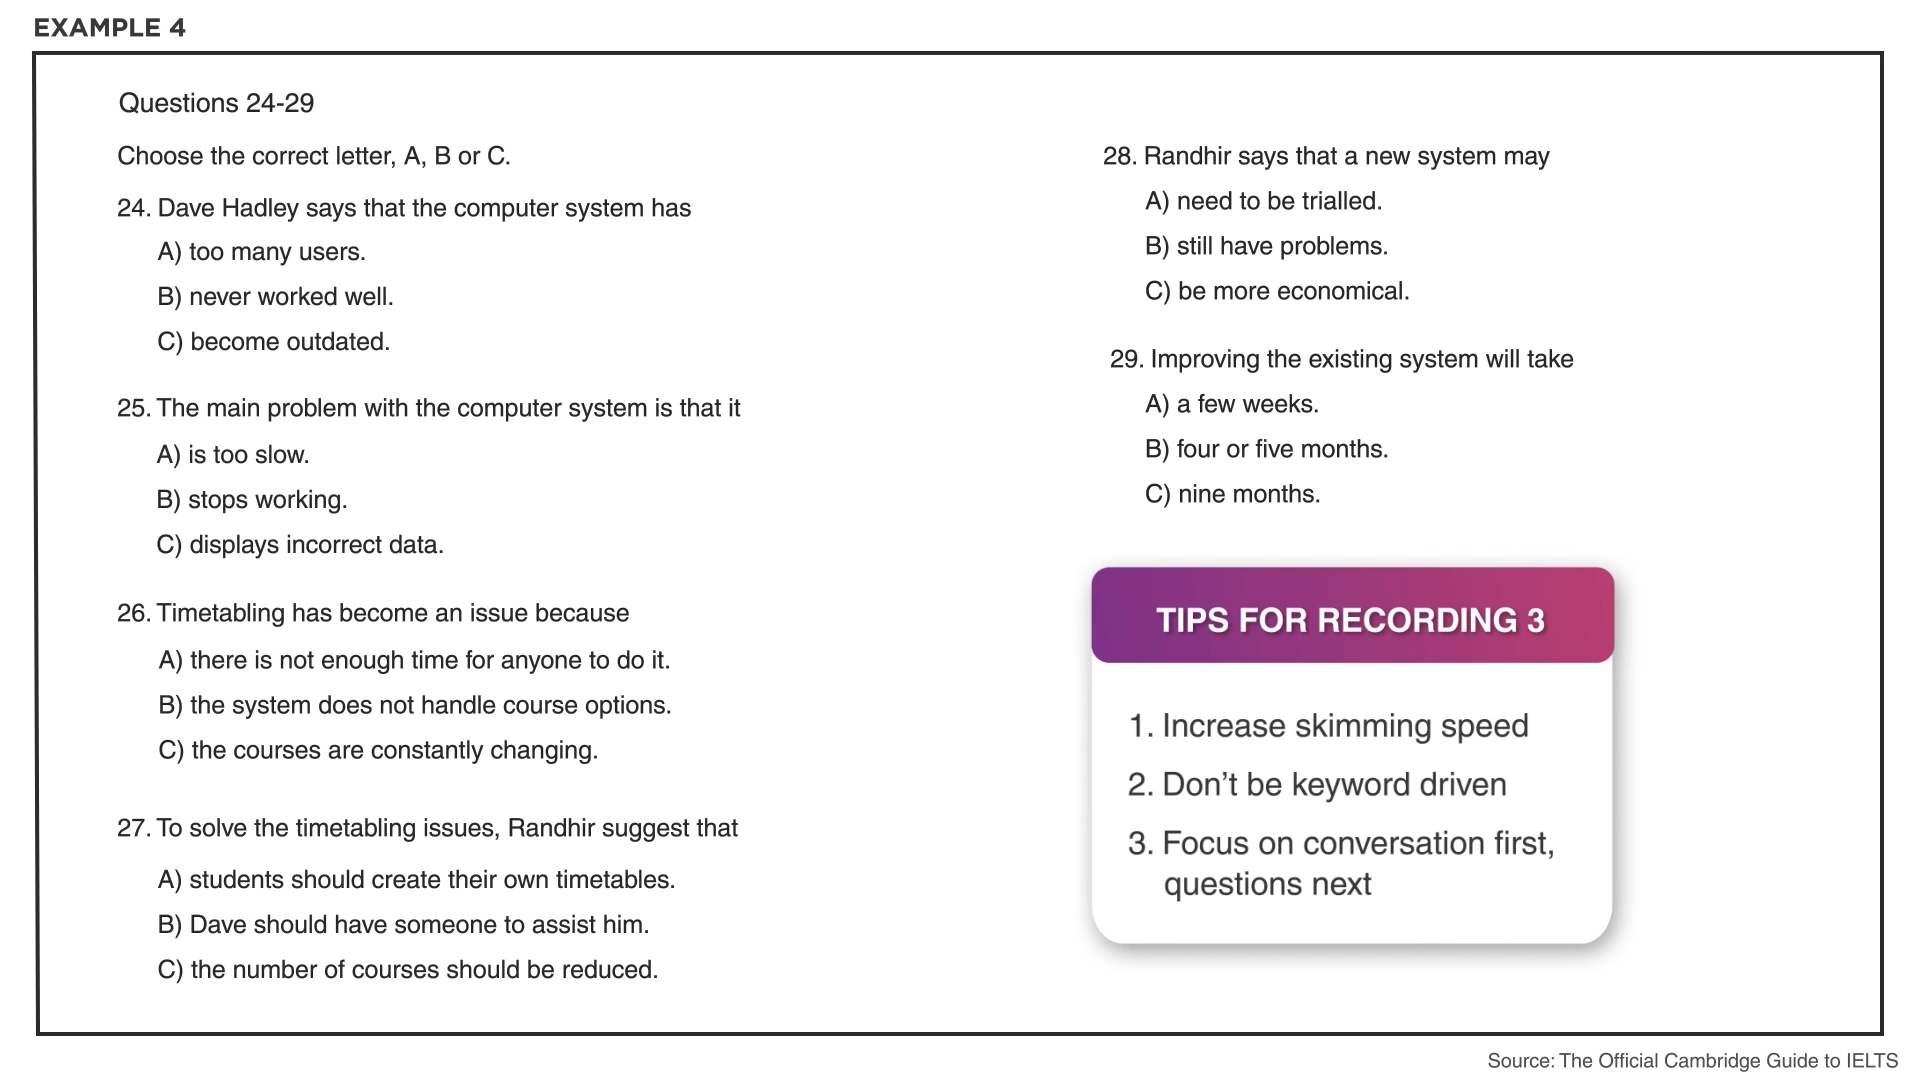 EXAMPLE 4
Questions 24-29
Choose the correct letter, A, B or C.
24. Dave Hadley says that the computer system has
A) too many users.
B) never worked well.
C) become outdated.
25. The main problem with the computer system is that it
A) is too slow.
B) stops working.
C) displays incorrect data.
26. Timetabling has become an issue because
A) there is not enough time for anyone to do it.
B) the system does not handle course options.
C) the courses are constantly changing.
27. To solve the timetabling issues, Randhir suggest that
A) students should create their own timetables.
B) Dave should have someone to assist him.
C) the number of courses should be reduced.
28. Randhir says that a new system may
A) need to be trialled.
B) still have problems.
C) be more economical.
29. Improving the existing system will take
A) a few weeks.
B) four or five months.
C) nine months.
TIPS FOR RECORDING 3
1. Increase skimming speed
2. Don’t be keyword driven
3. Focus on conversation first,
questions next
Source: The Official Cambridge Guide to IELTS